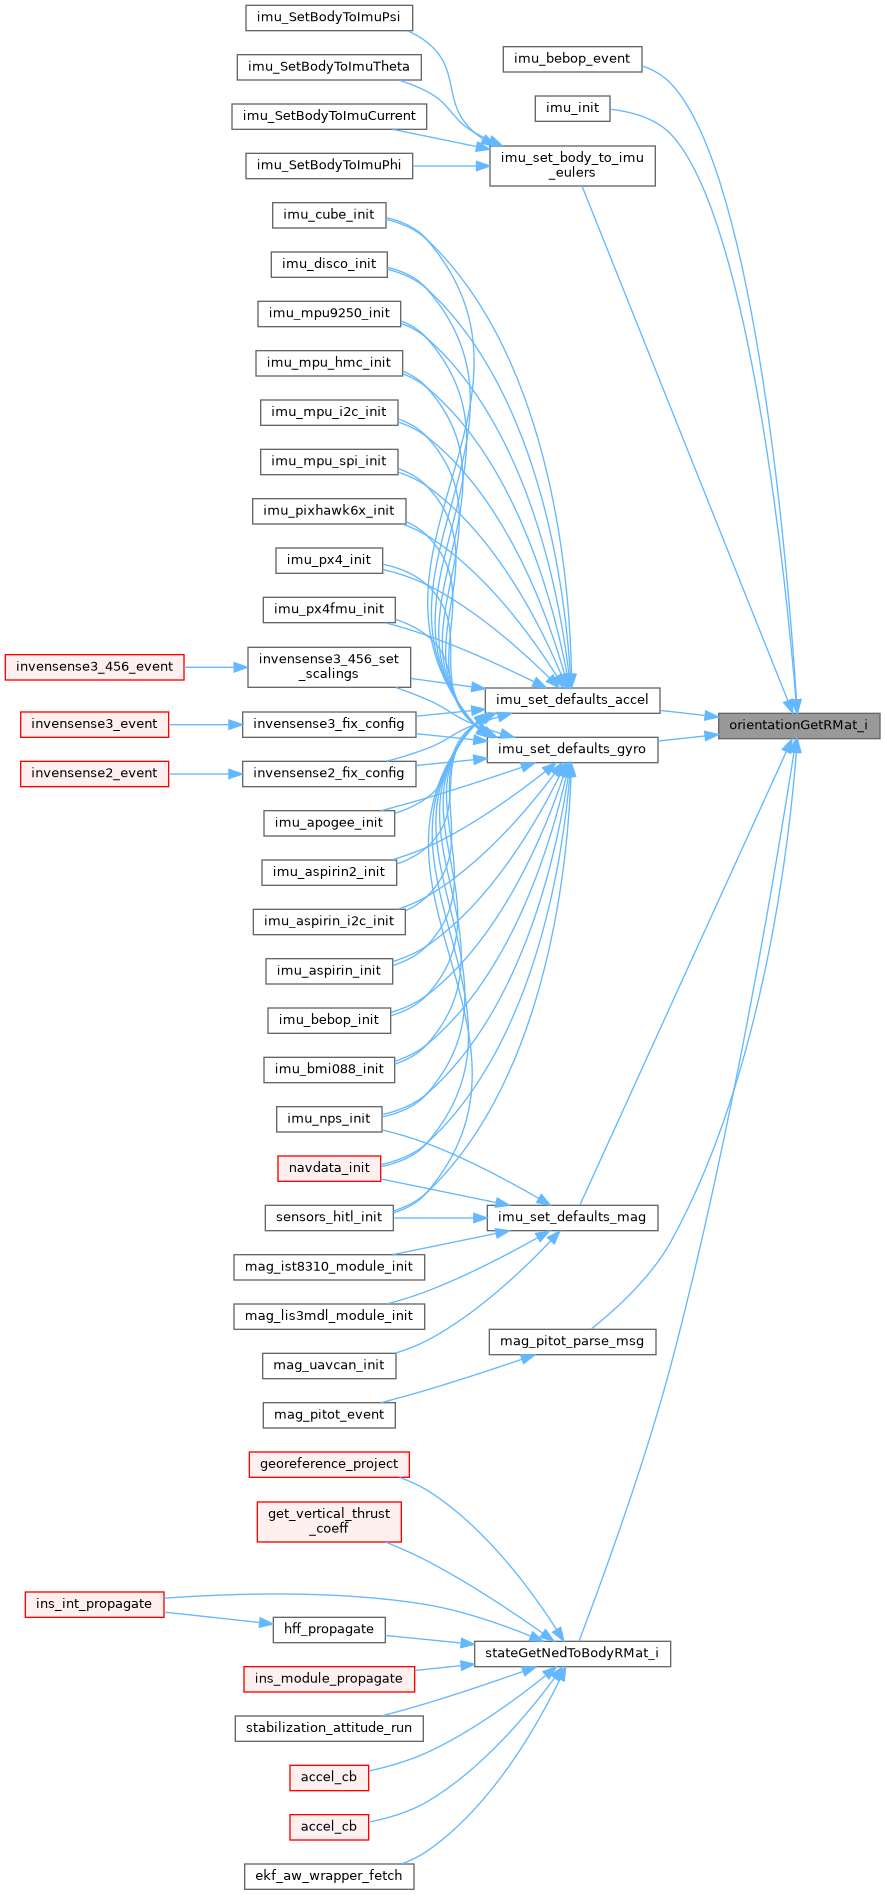 imu_SetBodyToImuPsi
imu_bebop_event
imu_SetBodyToImuTheta
imu_init
imu_SetBodyToImuCurrent
imu_set_body_to_imu
_eulers
imu_SetBodyToImuPhi
imu_cube_init
imu_disco_init
imu_mpu9250_init
imu_mpu_hmc_init
imu_mpu_i2c_init
imu_mpu_spi_init
imu_pixhawk6x_init
imu_px4_init
imu_px4fmu_init
invensense3_456_event
invensense3_456_set
_scalings
imu_set_defaults_accel
invensense3_event
invensense3_fix_config
orientationGetRMat_i
imu_set_defaults_gyro
invensense2_event
invensense2_fix_config
imu_apogee_init
imu_aspirin2_init
imu_aspirin_i2c_init
imu_aspirin_init
imu_bebop_init
imu_bmi088_init
imu_nps_init
navdata_init
sensors_hitl_init
imu_set_defaults_mag
mag_ist8310_module_init
mag_lis3mdl_module_init
mag_pitot_parse_msg
mag_uavcan_init
mag_pitot_event
georeference_project
get_vertical_thrust
_coeff
ins_int_propagate
hff_propagate
stateGetNedToBodyRMat_i
ins_module_propagate
stabilization_attitude_run
accel_cb
accel_cb
ekf_aw_wrapper_fetch